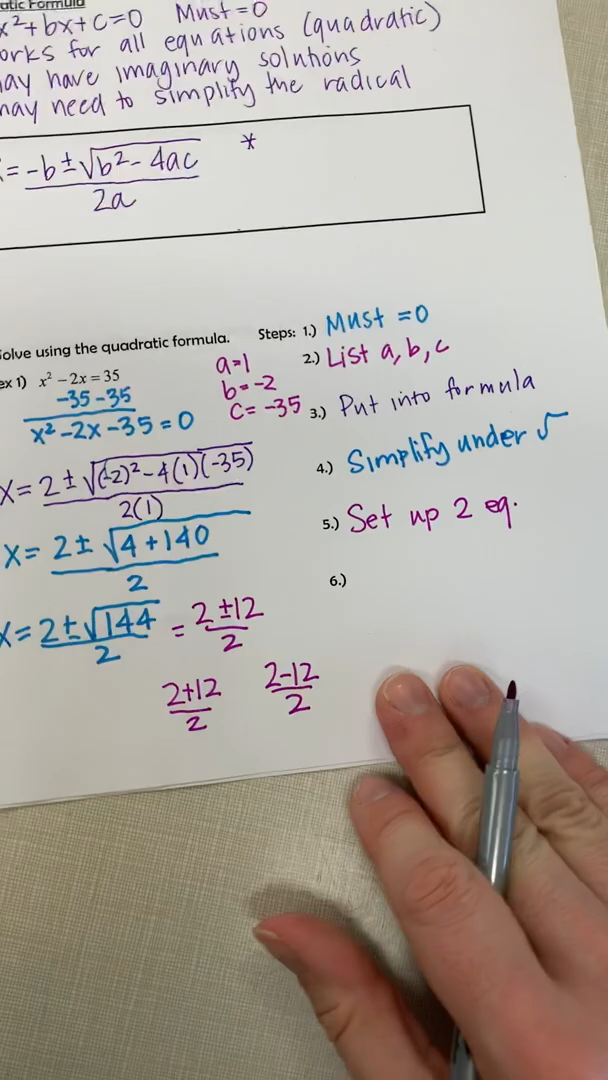 atic Formula
x²+bx+c=0 Must=0
orks for all equations (quadratic)
ay have imaginary solutions
may need to simplify the radical
= -b±√b²-4ac *
2a
olve using the quadratic formula. Steps: 1.) Must =0
ex 1) x² – 2x = 35
-35 -35
x²-2x-35=0
a=1
b=-2
c= -35
2.) List a, b, c
3.) Put into formula
4.) Simplify under √
5.) Set up 2 eq.
6.)
x= 2±√(-2)²-4(1)(-35)
2(1)
x= 2± √4+140
2
x= 2±√144 = 2±12
2 2
2+12 2-12
2 2